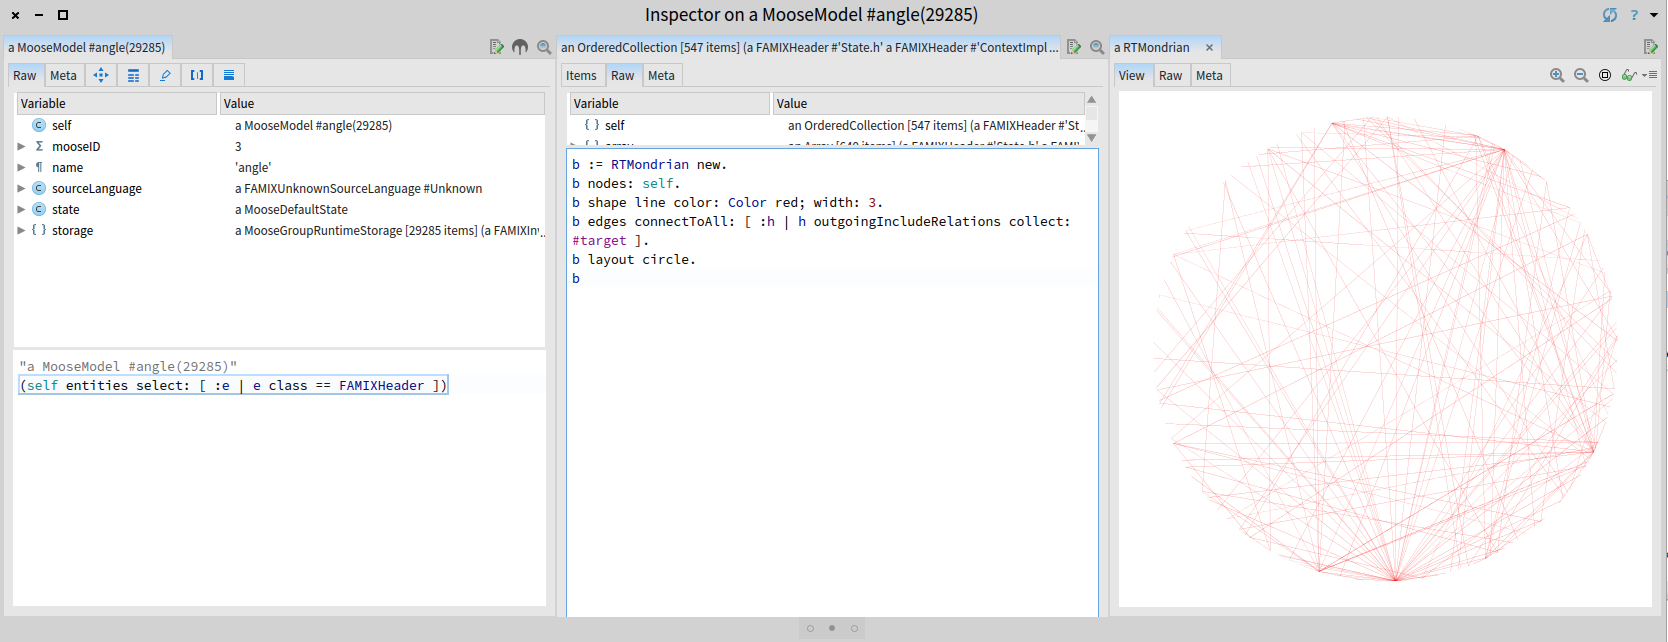 Inspector on a MooseModel #angle(29285)
?
a MooseModel #angle(29285)
Raw Meta
Variable Value
self a MooseModel #angle(29285)
mooseID 3
name 'angle'
sourceLanguage a FAMIXUnknownSourceLanguage #Unknown
state a MooseDefaultState
{ } storage a MooseGroupRuntimeStorage [29285 items] (a FAMIXInv..
"a MooseModel #angle(29285)"
(self entities select: [ :e | e class == FAMIXHeader ])
an OrderedCollection [547 items] (a FAMIXHeader #'State.h' a FAMIXHeader #'ContextImpl ...
Items Raw Meta
Variable Value
{ } self an OrderedCollection [547 items] (a FAMIXHeader #'St..
b := RTMondrian new.
b nodes: self.
b shape line color: Color red; width: 3.
b edges connectToAll: [ :h | h outgoingIncludeRelations collect:
#target ].
b layout circle.
b
a RTMondrian ×
View Raw Meta